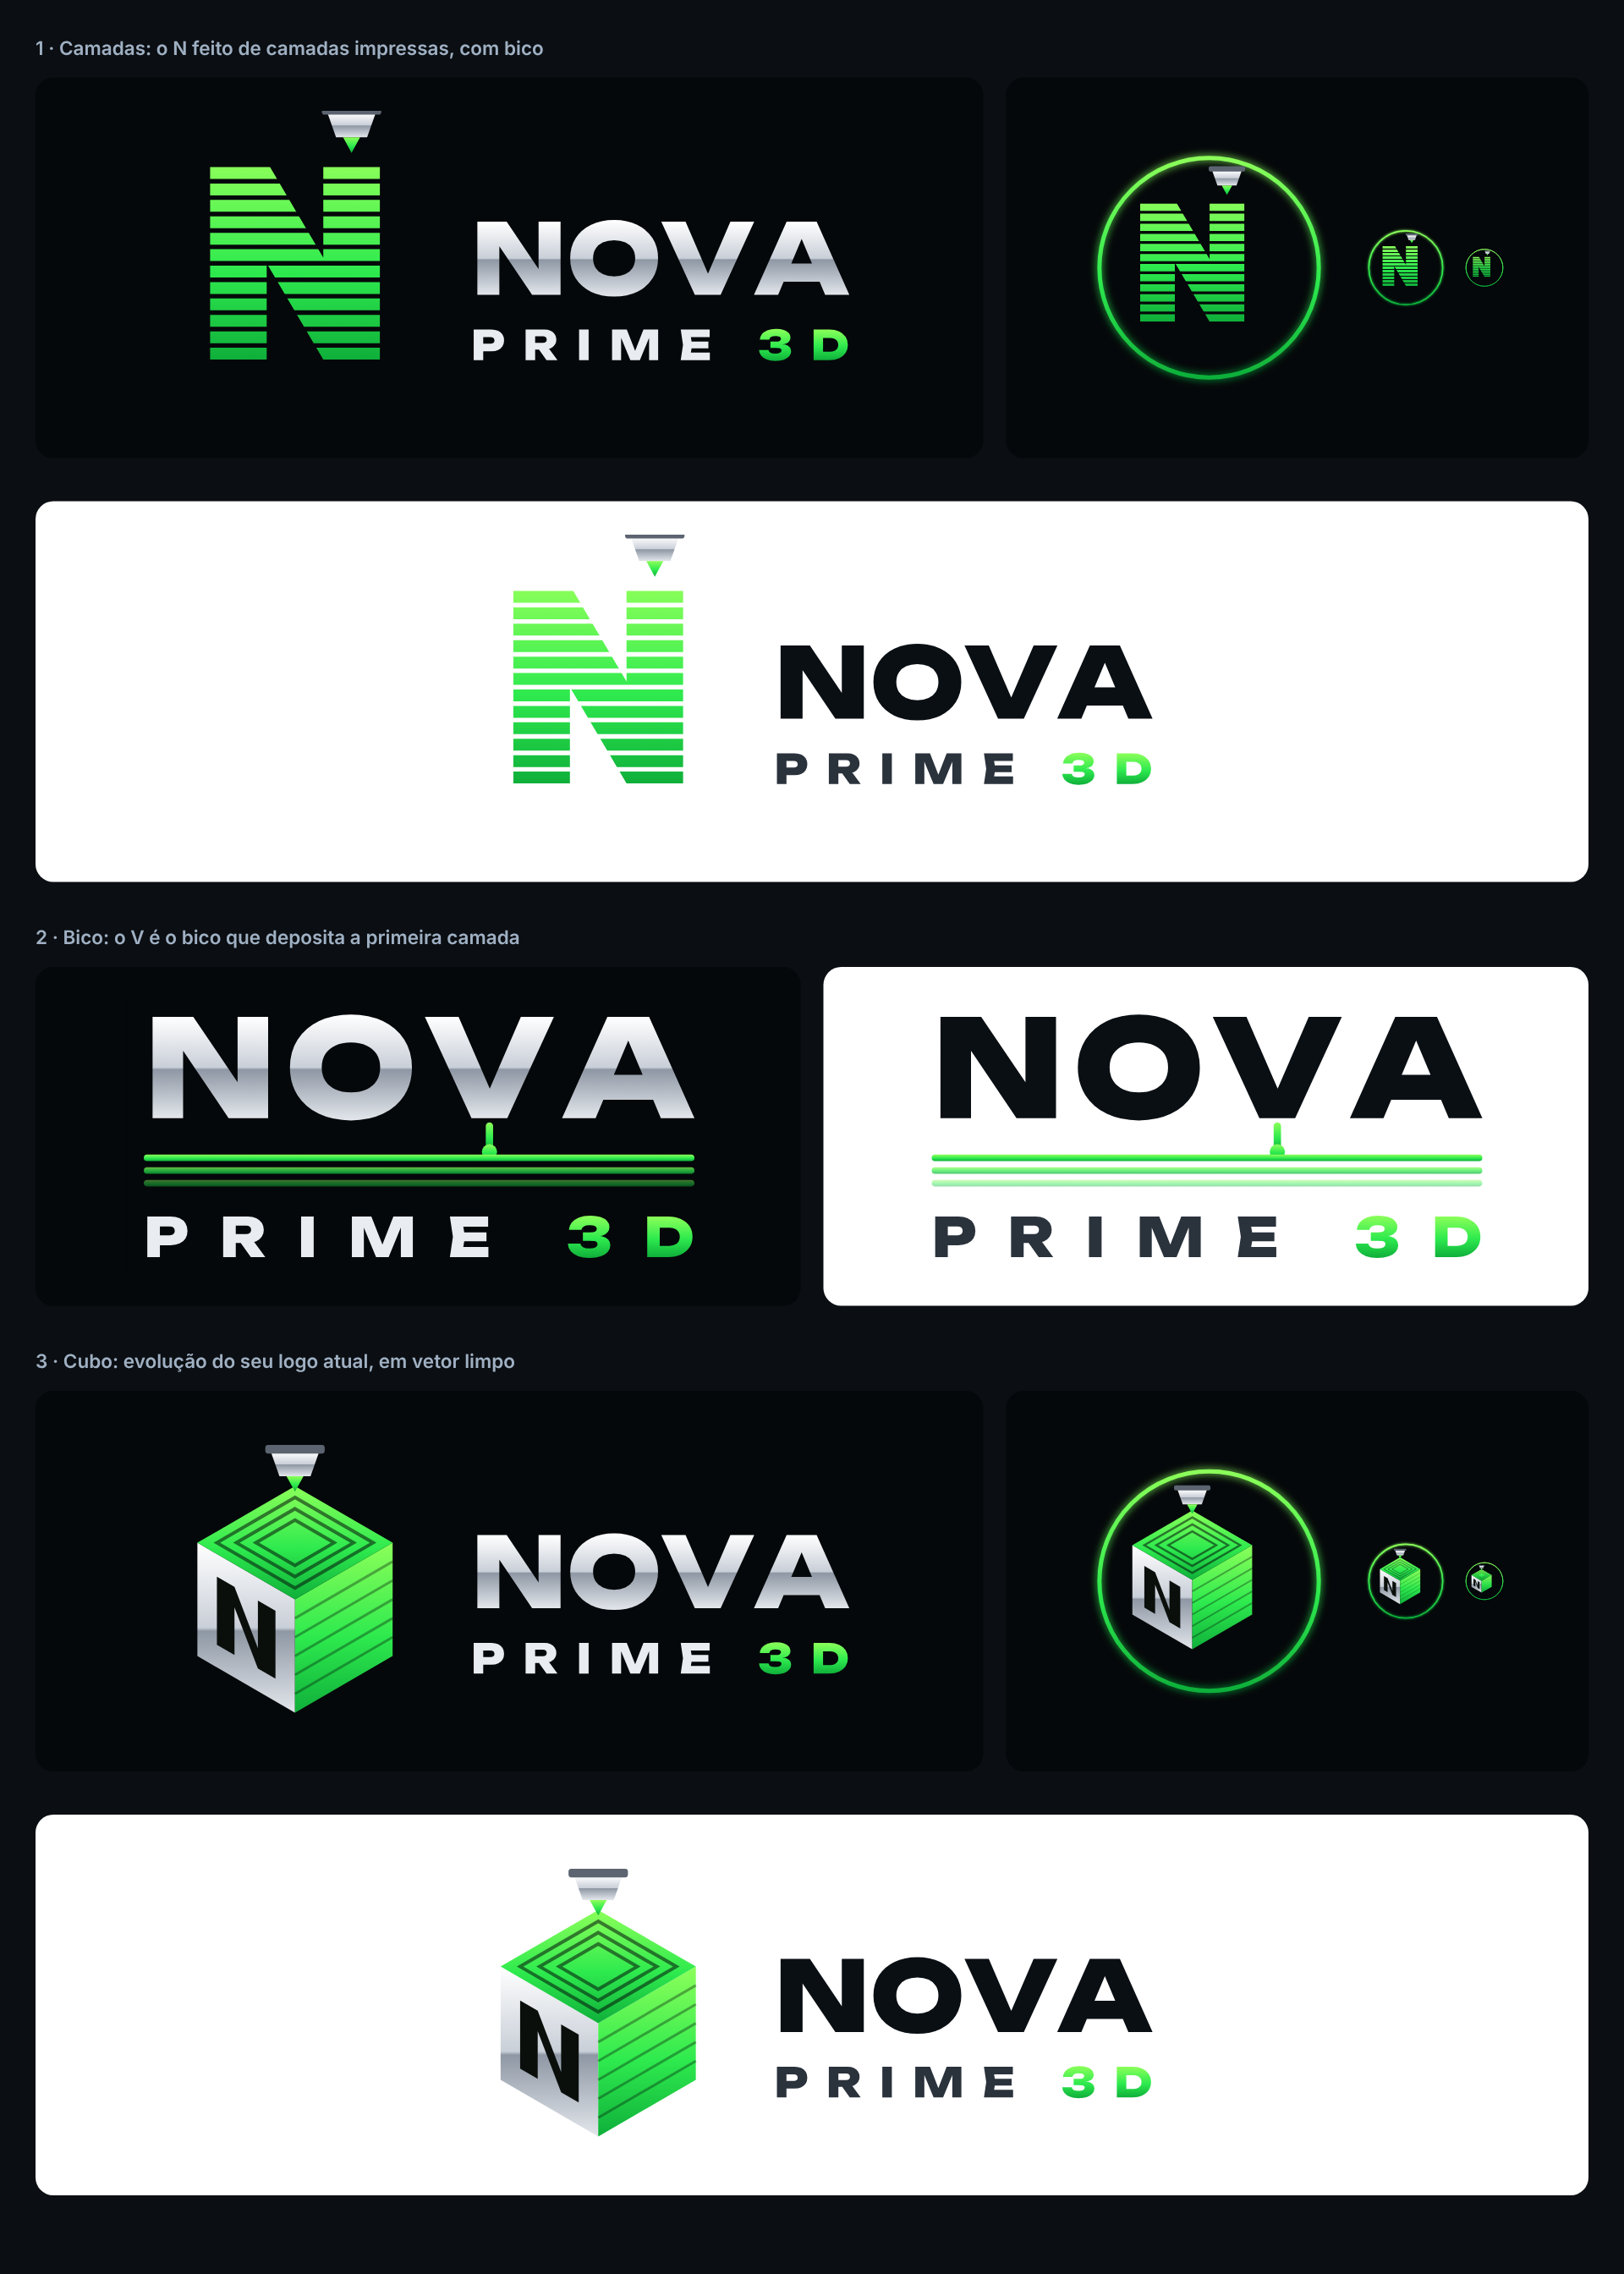 1 · Camadas: o N feito de camadas impressas, com bico
N
NOVA
PRIME 3D
N
N
N
N
NOVA
PRIME 3D
2 · Bico: o V é o bico que deposita a primeira camada
NOVA
PRIME 3D
NOVA
PRIME 3D
3 · Cubo: evolução do seu logo atual, em vetor limpo
N
NOVA
PRIME 3D
N
N
N
N
NOVA
PRIME 3D